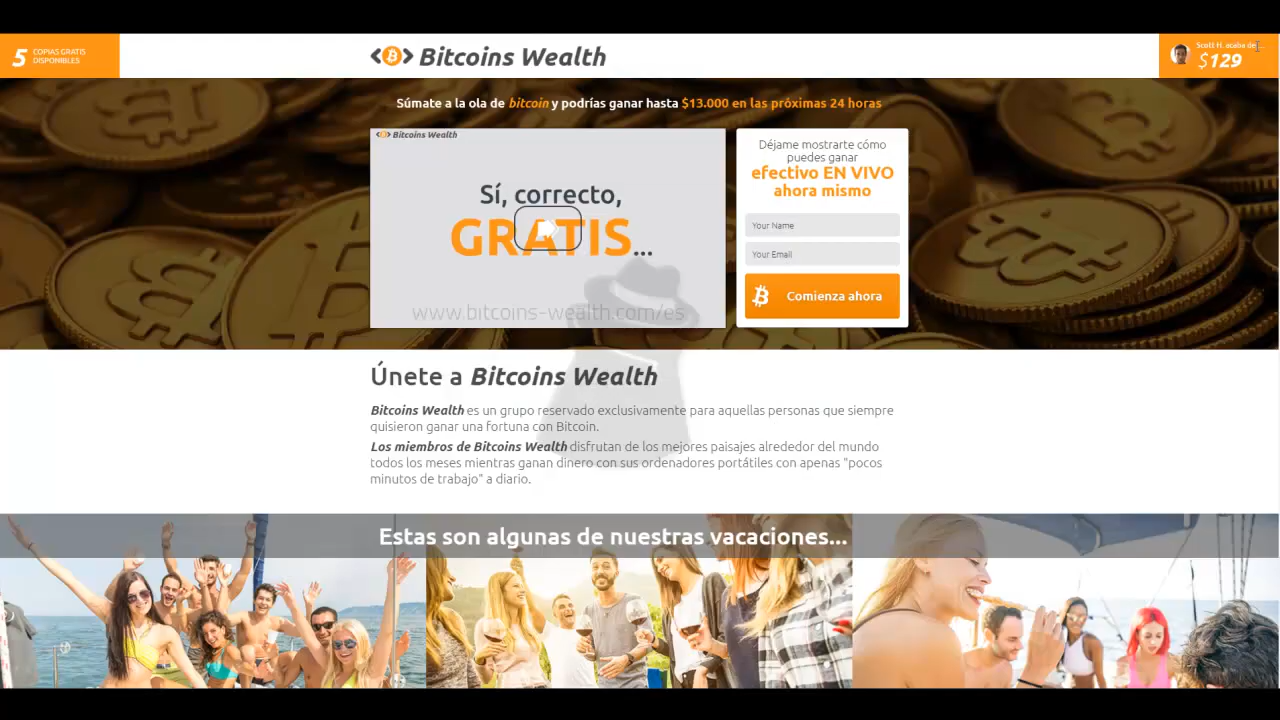 5 COPIAS GRATIS
DISPONIBLES
Bitcoins Wealth
Scott H. acaba de
$129
Súmate a la ola de bitcoin y podrías ganar hasta $13.000 en las próximas 24 horas
Bitcoins Wealth
Sí, correcto,
GRATIS...
www.bitcoins-wealth.com/es
Déjame mostrarte cómo
puedes ganar
efectivo EN VIVO
ahora mismo
Your Name
Your Email
Comienza ahora
Únete a Bitcoins Wealth
Bitcoins Wealth es un grupo reservado exclusivamente para aquellas personas que siempre
quisieron ganar una fortuna con Bitcoin.
Los miembros de Bitcoins Wealth disfrutan de los mejores paisajes alrededor del mundo
todos los meses mientras ganan dinero con sus ordenadores portátiles con apenas "pocos
minutos de trabajo" a diario.
Estas son algunas de nuestras vacaciones...